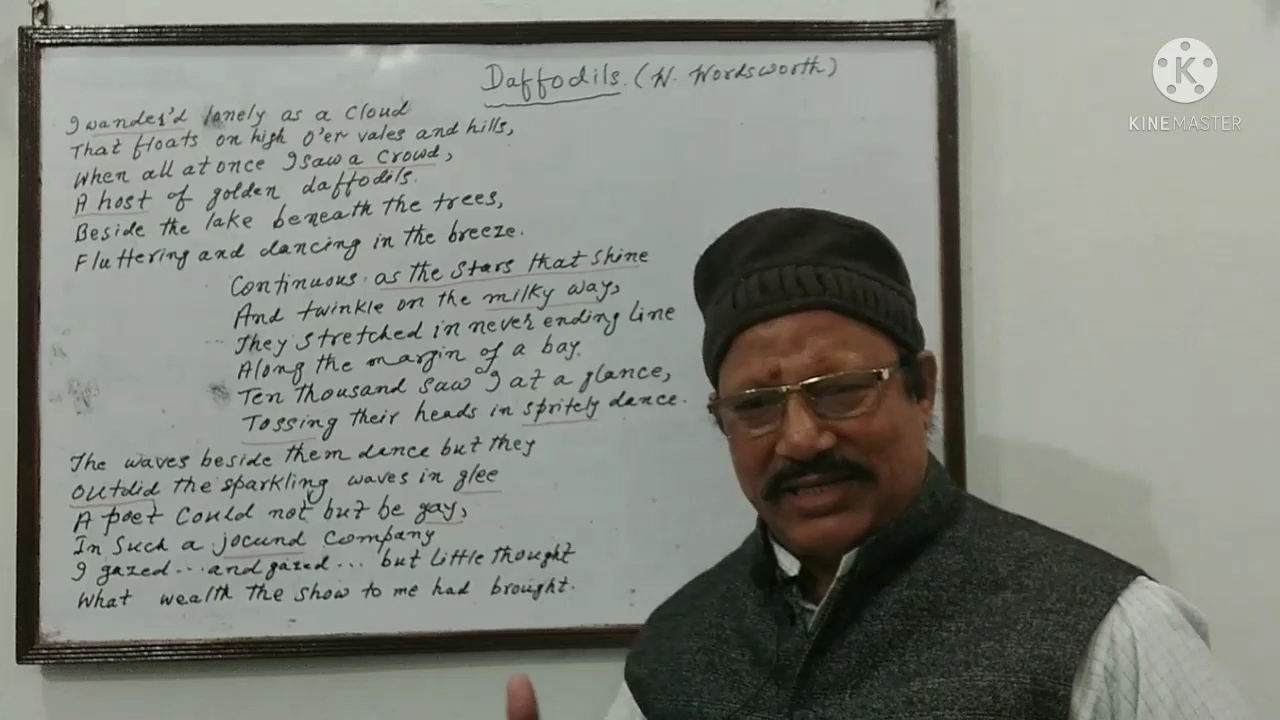 Daffodils. (W. Wordsworth)
I wander'd lonely as a cloud
That floats on high o'er vales and hills,
When all at once I saw a crowd,
A host of golden daffodils.
Beside the lake beneath the trees,
Fluttering and dancing in the breeze.
Continuous as the stars that shine
And twinkle on the milky way,
They stretched in never ending line
Along the margin of a bay.
Ten thousand saw I at a glance,
Tossing their heads in spritely dance.
The waves beside them dance but they
Outdid the sparkling waves in glee
A poet could not but be gay,
In such a jocund company
I gazed... and gazed... but little thought
What wealth the show to me had brought.
K
KINEMASTER